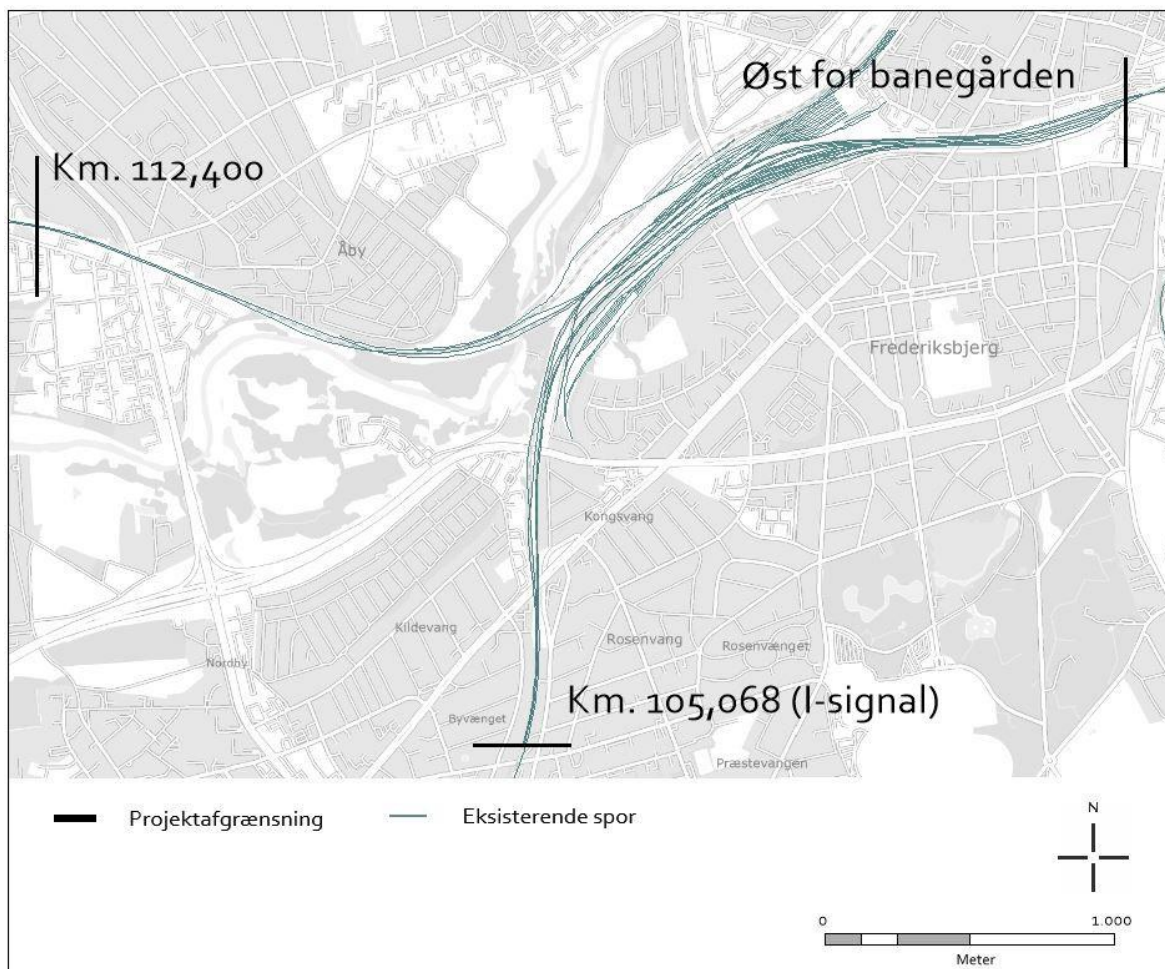 Øst for banegården
Km. 112,400
Åby
Frederiksbjerg
Kongsvang
Kildevang
Rosenvang
Rosenvænget
Nordby
Km. 105,068 (I-signal)
Byvænget
Præstevangen
Projektafgrænsning
Eksisterende spor
N
0
1.000
Meter